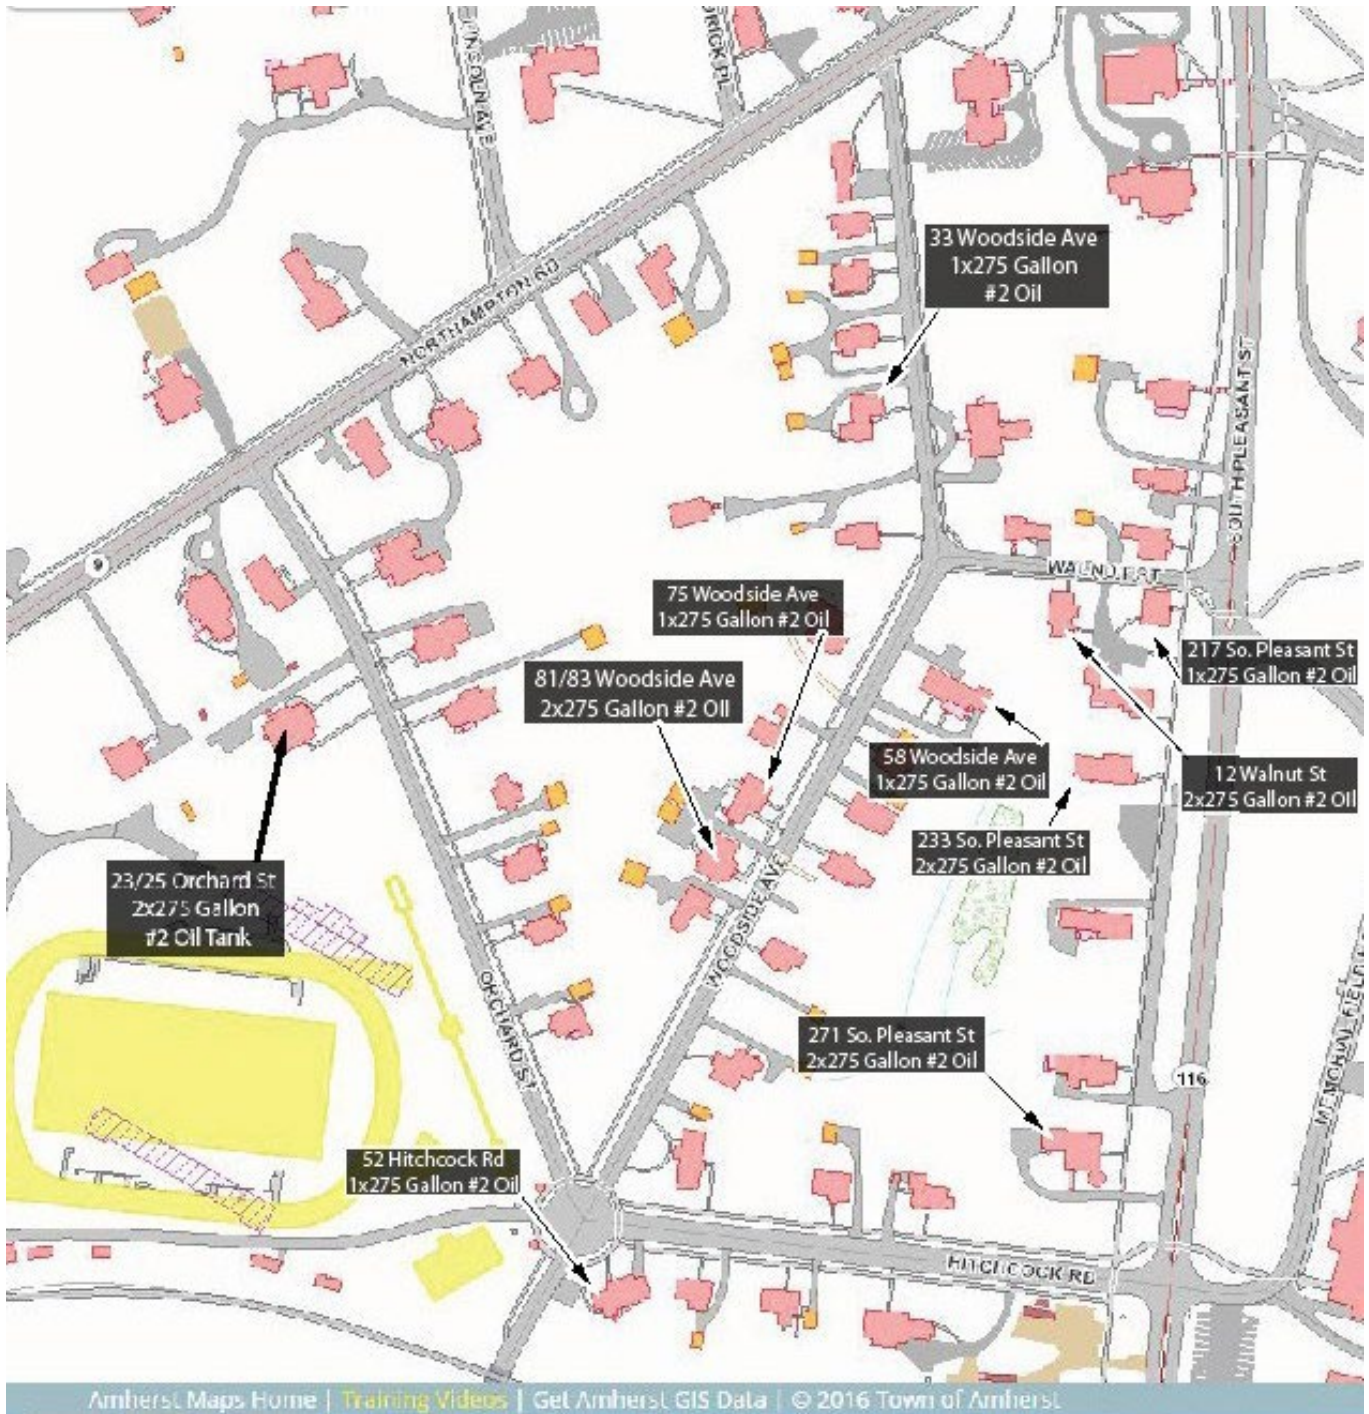 LINCOLN AVE
NORTHAMPTON RD
33 Woodside Ave
1x275 Gallon
#2 Oil
SOUTH PLEASANT ST
9
WALNUT ST
75 Woodside Ave
1x275 Gallon #2 Oil
217 So. Pleasant St
1x275 Gallon #2 Oil
81/83 Woodside Ave
2x275 Gallon #2 Oil
58 Woodside Ave
1x275 Gallon #2 Oil
12 Walnut St
2x275 Gallon #2 Oil
233 So. Pleasant St
2x275 Gallon #2 Oil
23/25 Orchard St
2x275 Gallon
#2 Oil Tank
WOODSIDE AVE
ORCHARD ST
271 So. Pleasant St
2x275 Gallon #2 Oil
116
MEMORIAL FIELD
52 Hitchcock Rd
1x275 Gallon #2 Oil
HITCHCOCK RD
Amherst Maps Home | Training Videos | Get Amherst GIS Data | © 2016 Town of Amherst